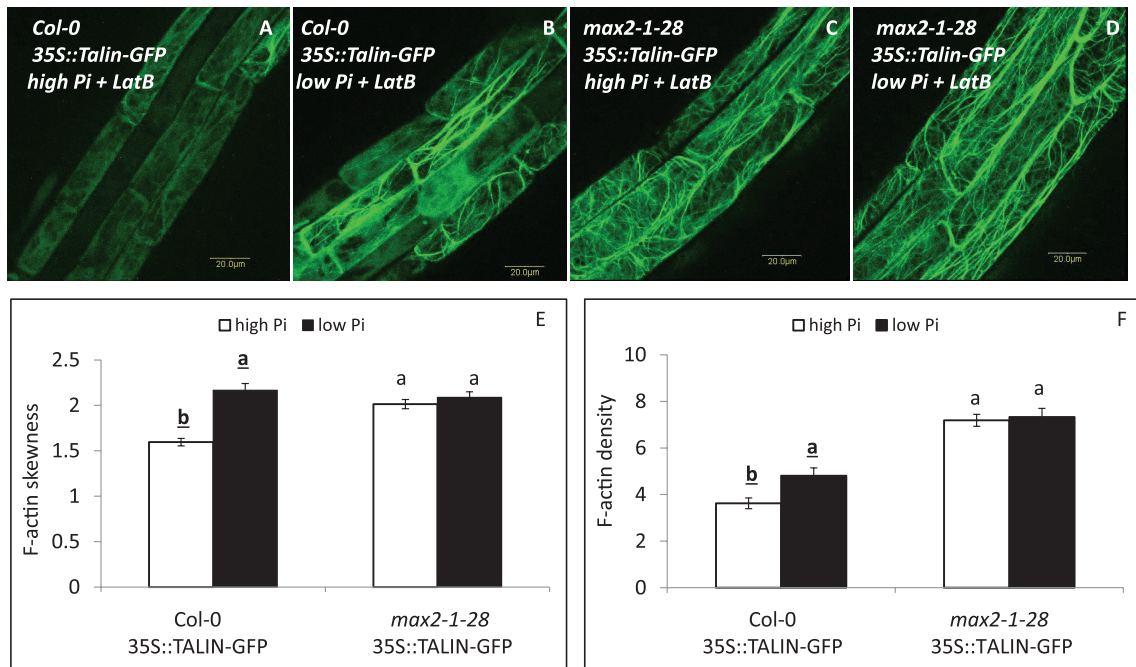 Col-0
35S::Talin-GFP
high Pi + LatB
A
20.0µm
Col-0
35S::Talin-GFP
low Pi + LatB
B
20.0µm
max2-1-28
35S::Talin-GFP
high Pi + LatB
C
20.0µm
max2-1-28
35S::Talin-GFP
low Pi + LatB
D
20.0µm
high Pi low Pi
E
F-actin skewness
2.5
2
1.5
1
0.5
0
b
a
a
a
Col-0
35S::TALIN-GFP
max2-1-28
35S::TALIN-GFP
high Pi low Pi
F
F-actin density
10
8
6
4
2
0
b
a
a
a
Col-0
35S::TALIN-GFP
max2-1-28
35S::TALIN-GFP